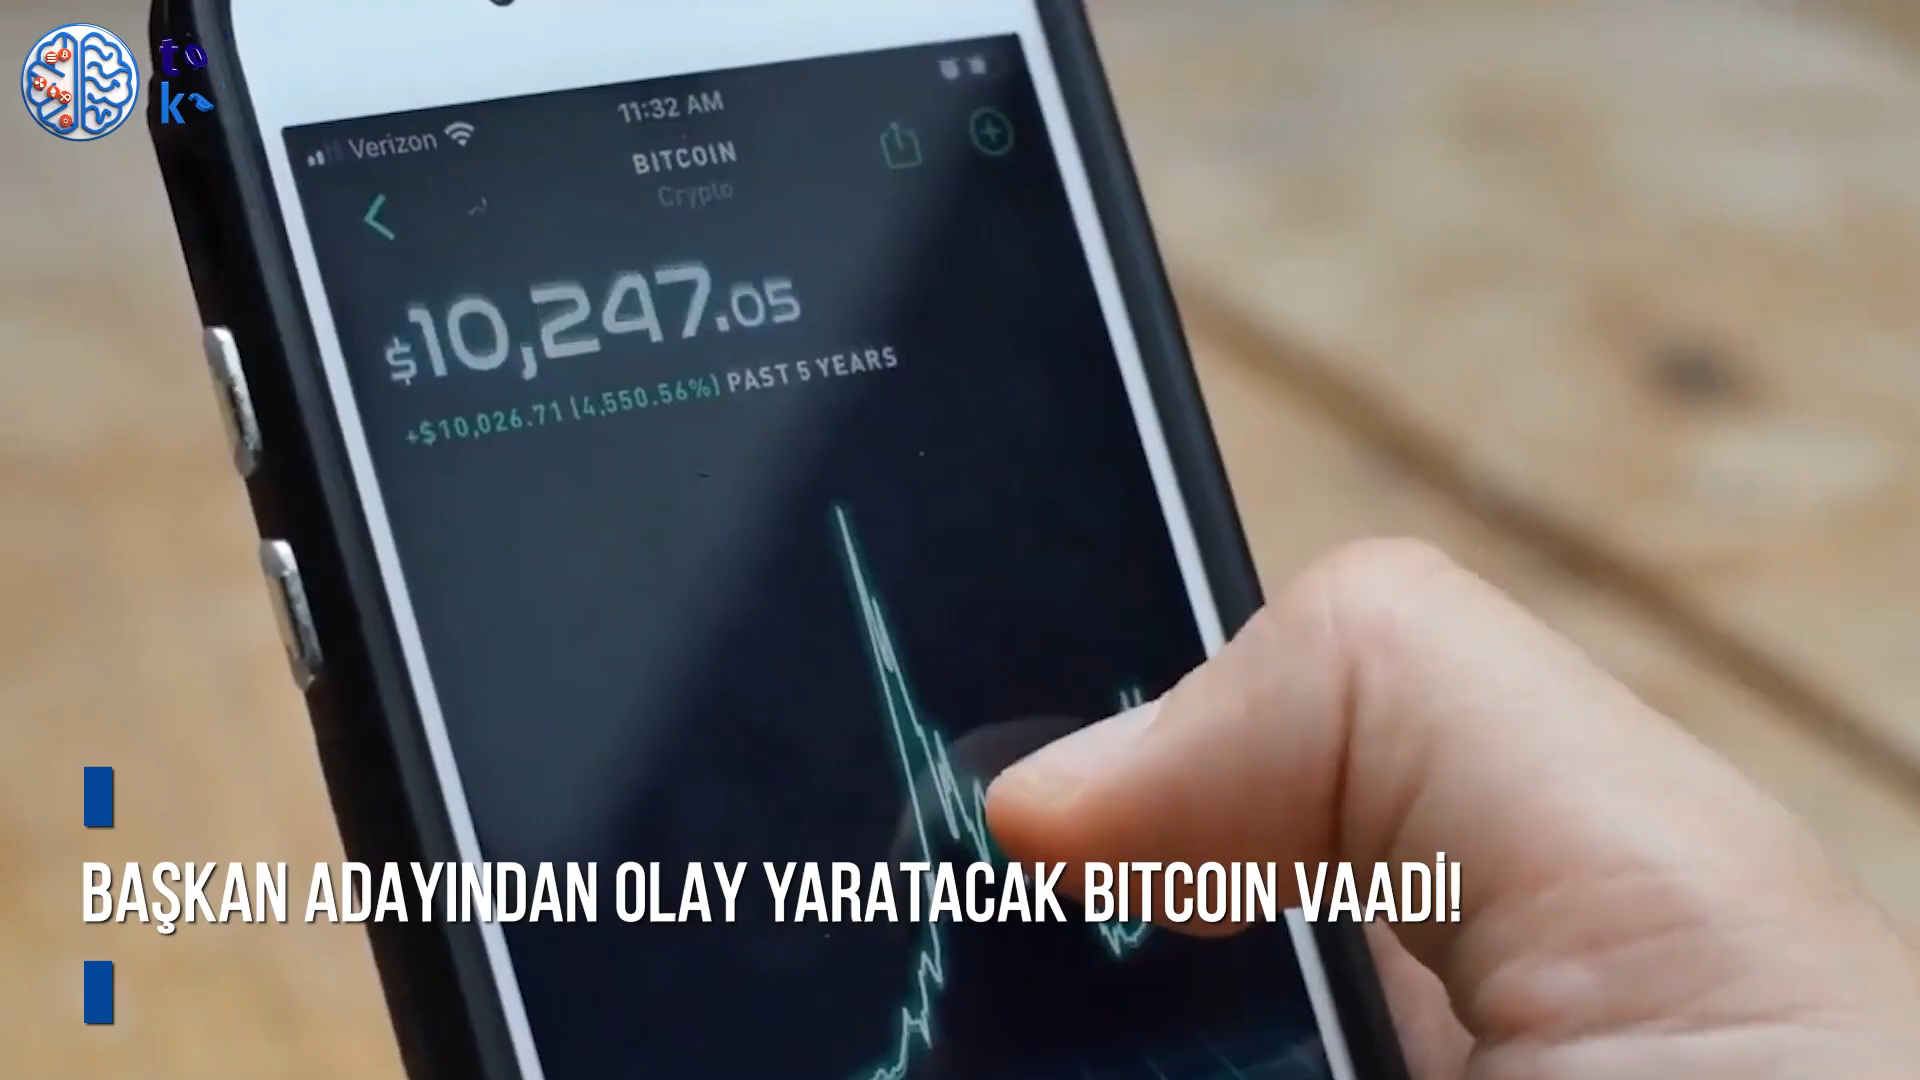 Verizon
11:32 AM
BITCOIN
Crypto
$10,247.05
+$10,026.71 (4,550.56%) PAST 5 YEARS
BAŞKAN ADAYINDAN OLAY YARATACAK BITCOIN VAADİ!